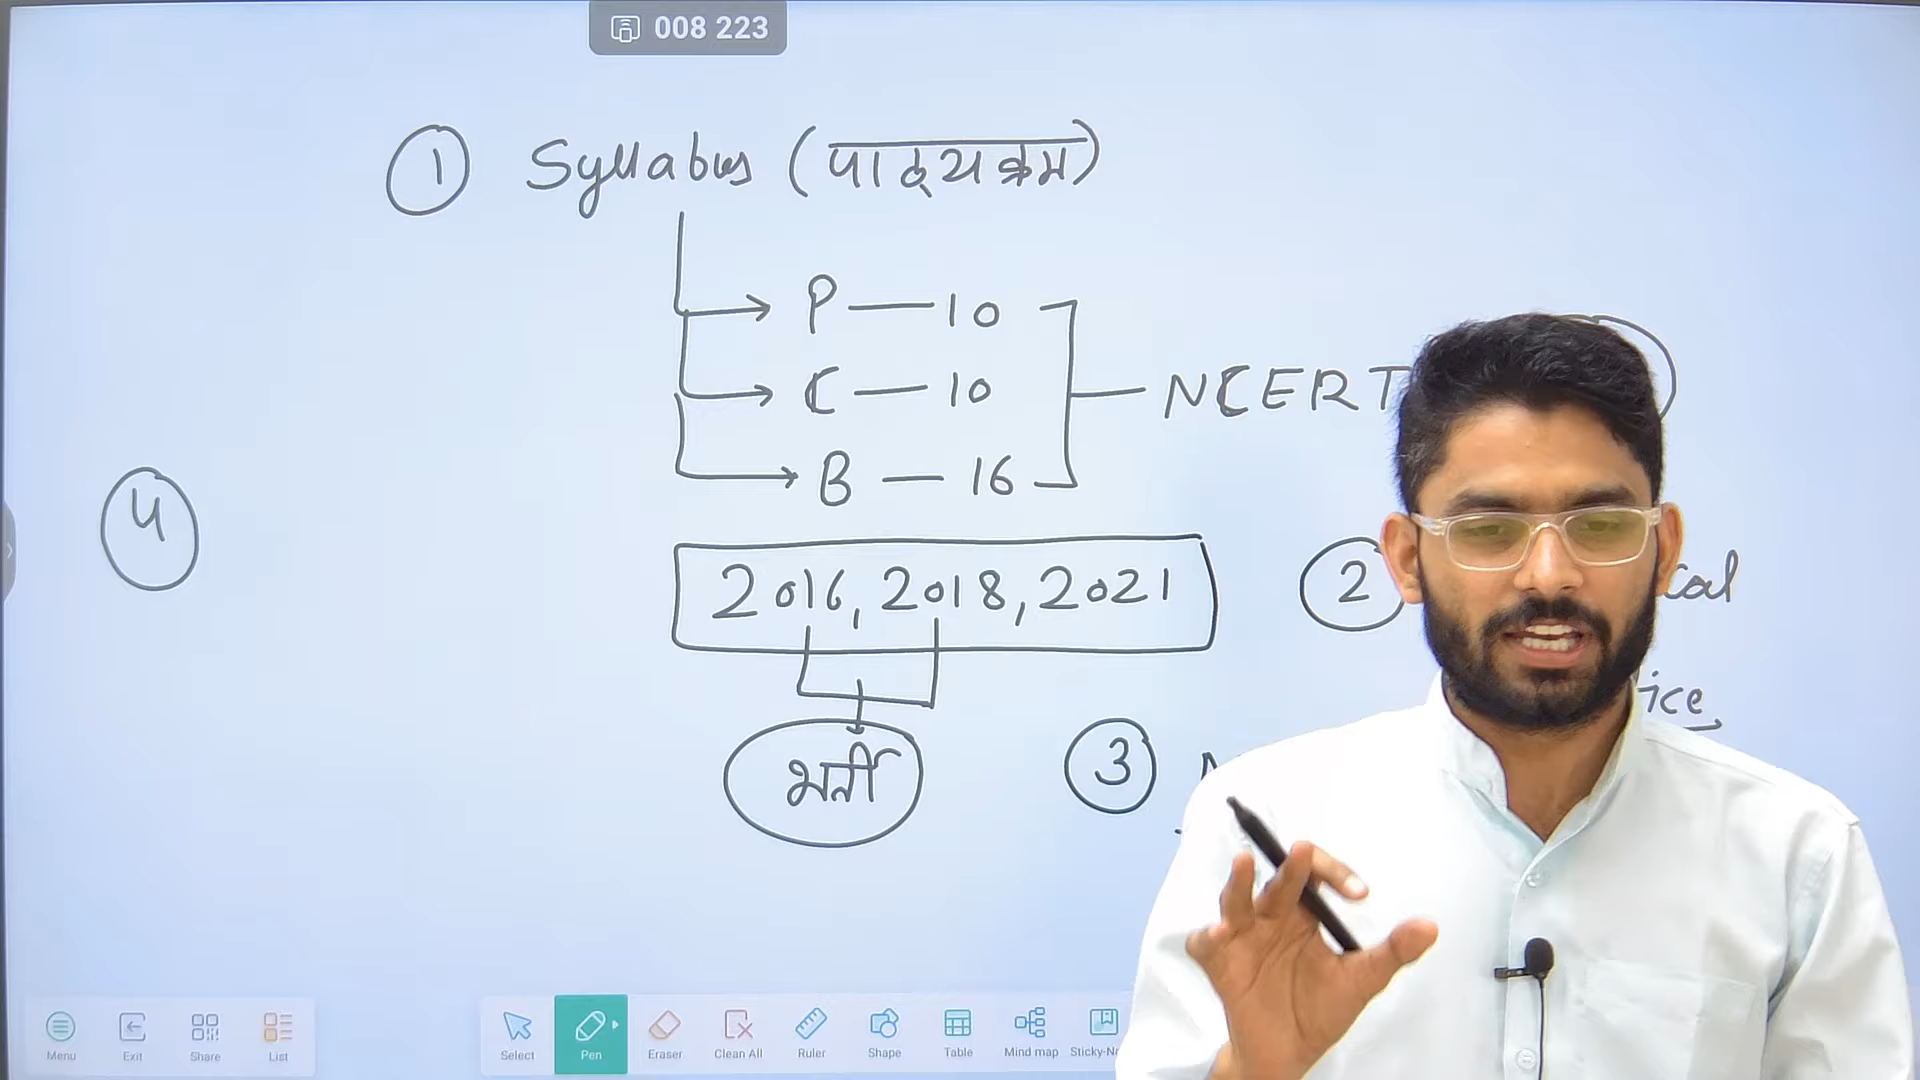 008 223
① Syllabus (पाठ्यक्रम)
P — 10
C — 10
B — 16
NCERT
④
2016, 2018, 2021
भर्ती
②
③
Menu
Exit
Share
List
Select
Pen
Eraser
Clean All
Ruler
Shape
Table
Mind map